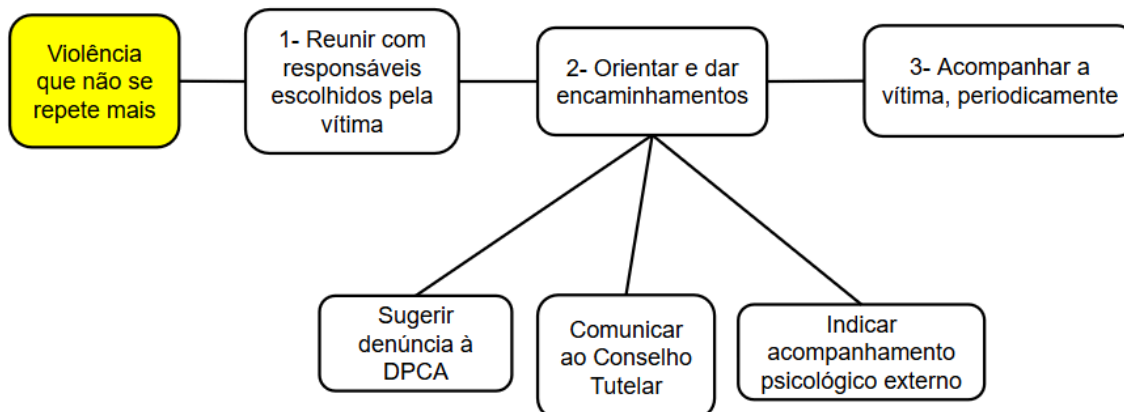 Violência
que não se
repete mais
1- Reunir com
responsáveis
escolhidos pela
vítima
2- Orientar e dar
encaminhamentos
3- Acompanhar a
vítima, periodicamente
Sugerir
denúncia à
DPCA
Comunicar
ao Conselho
Tutelar
Indicar
acompanhamento
psicológico externo